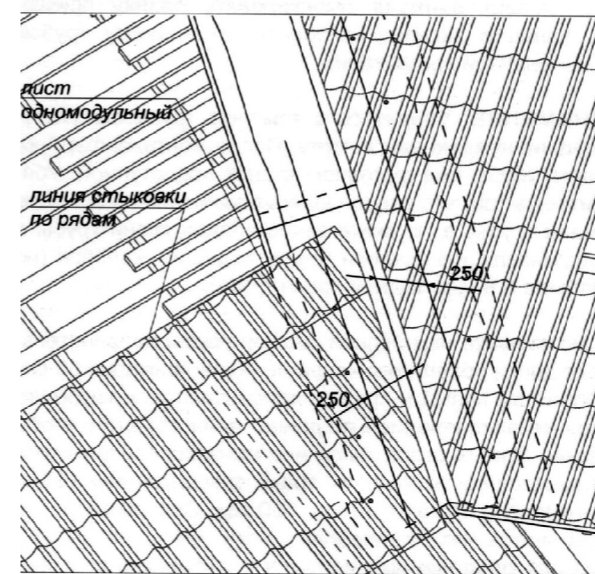 лист
одномодульный
линия стыковки
по рядам
250
250